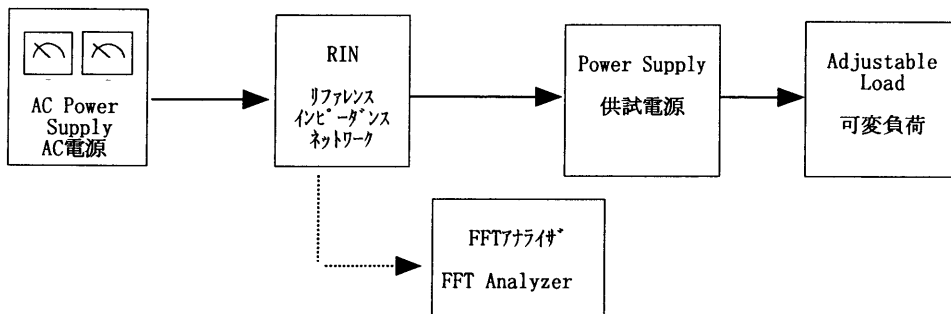 AC Power
Supply
AC電源
RIN
リファレンス
インピーダンス
ネットワーク
Power Supply
供試電源
Adjustable
Load
可変負荷
FFTアナライザ
FFT Analyzer